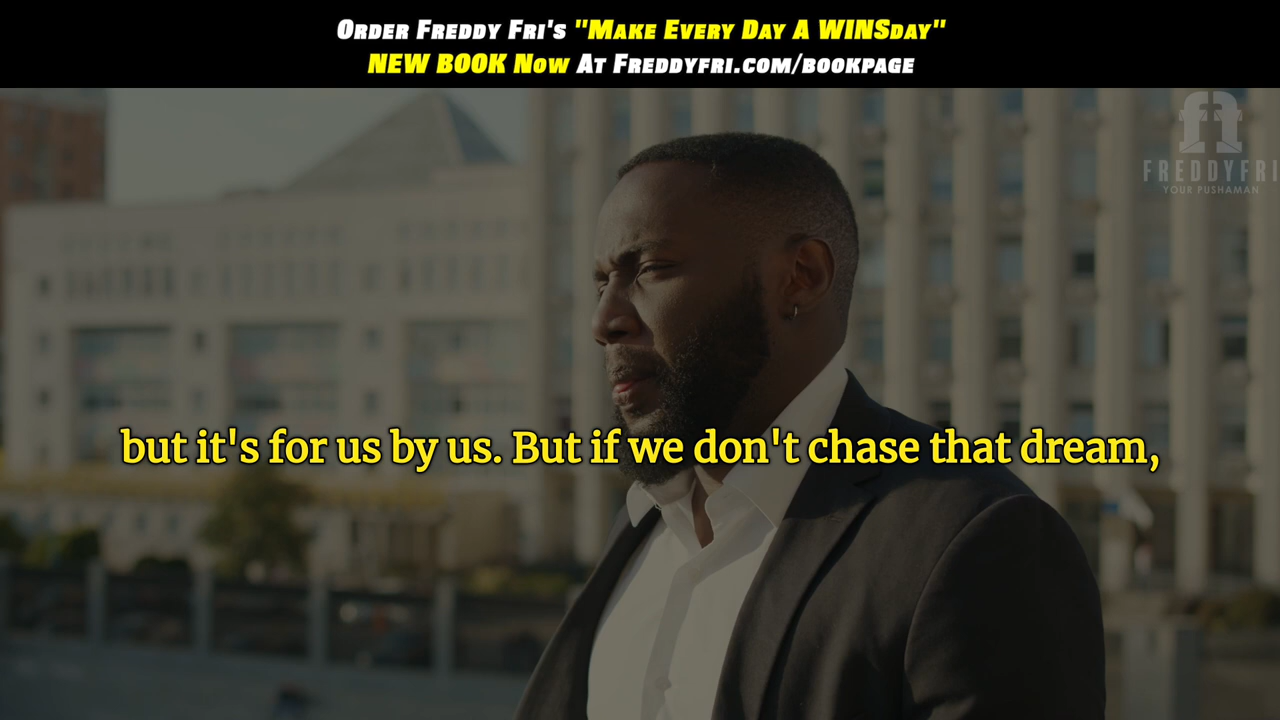 Order Freddy Fri's "Make Every Day A WINSday"
NEW BOOK Now At Freddyfri.com/bookpage
FREDDYFRI
YOUR PUSHAMAN
but it's for us by us. But if we don't chase that dream,